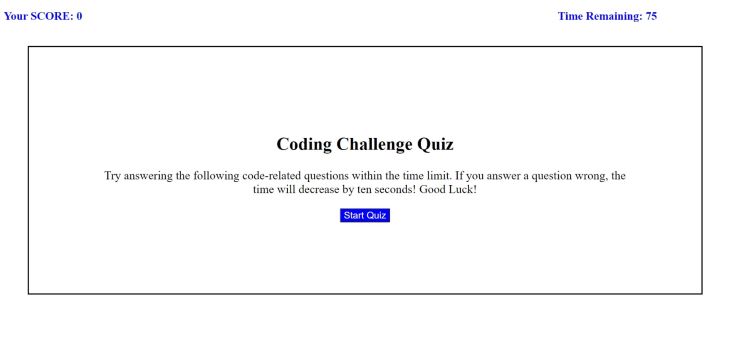 Your SCORE: 0
Time Remaining: 75
Coding Challenge Quiz
Try answering the following code-related questions within the time limit. If you answer a question wrong, the
time will decrease by ten seconds! Good Luck!
Start Quiz